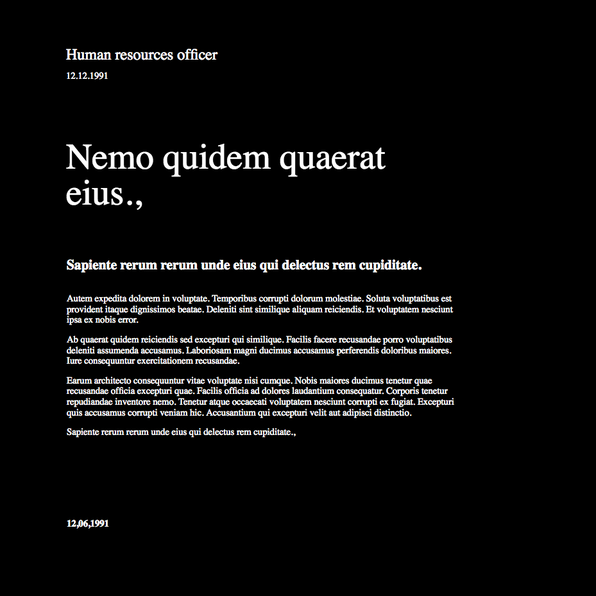 Human resources officer
12.12.1991
Nemo quidem quaerat
eius.,
Sapiente rerum rerum unde eius qui delectus rem cupiditate.
Autem expedita dolorem in voluptate. Temporibus corrupti dolorum molestiae. Soluta voluptatibus est
provident itaque dignissimos beatae. Deleniti sint similique aliquam reiciendis. Et voluptatem nesciunt
ipsa ex nobis error.
Ab quaerat quidem reiciendis sed excepturi qui similique. Facilis facere recusandae porro voluptatibus
deleniti assumenda accusamus. Laboriosam magni ducimus accusamus perferendis doloribus maiores.
Iure consequuntur exercitationem recusandae.
Earum architecto consequuntur vitae voluptate nisi cumque. Nobis maiores ducimus tenetur quae
recusandae officia excepturi quae. Facilis officia ad dolores laudantium consequatur. Corporis tenetur
repudiandae inventore nemo. Tenetur atque occaecati voluptatem nesciunt corrupti ex fugiat. Excepturi
quis accusamus corrupti veniam hic. Accusantium qui excepturi velit aut adipisci distinctio.
Sapiente rerum rerum unde eius qui delectus rem cupiditate.,
12,06,1991